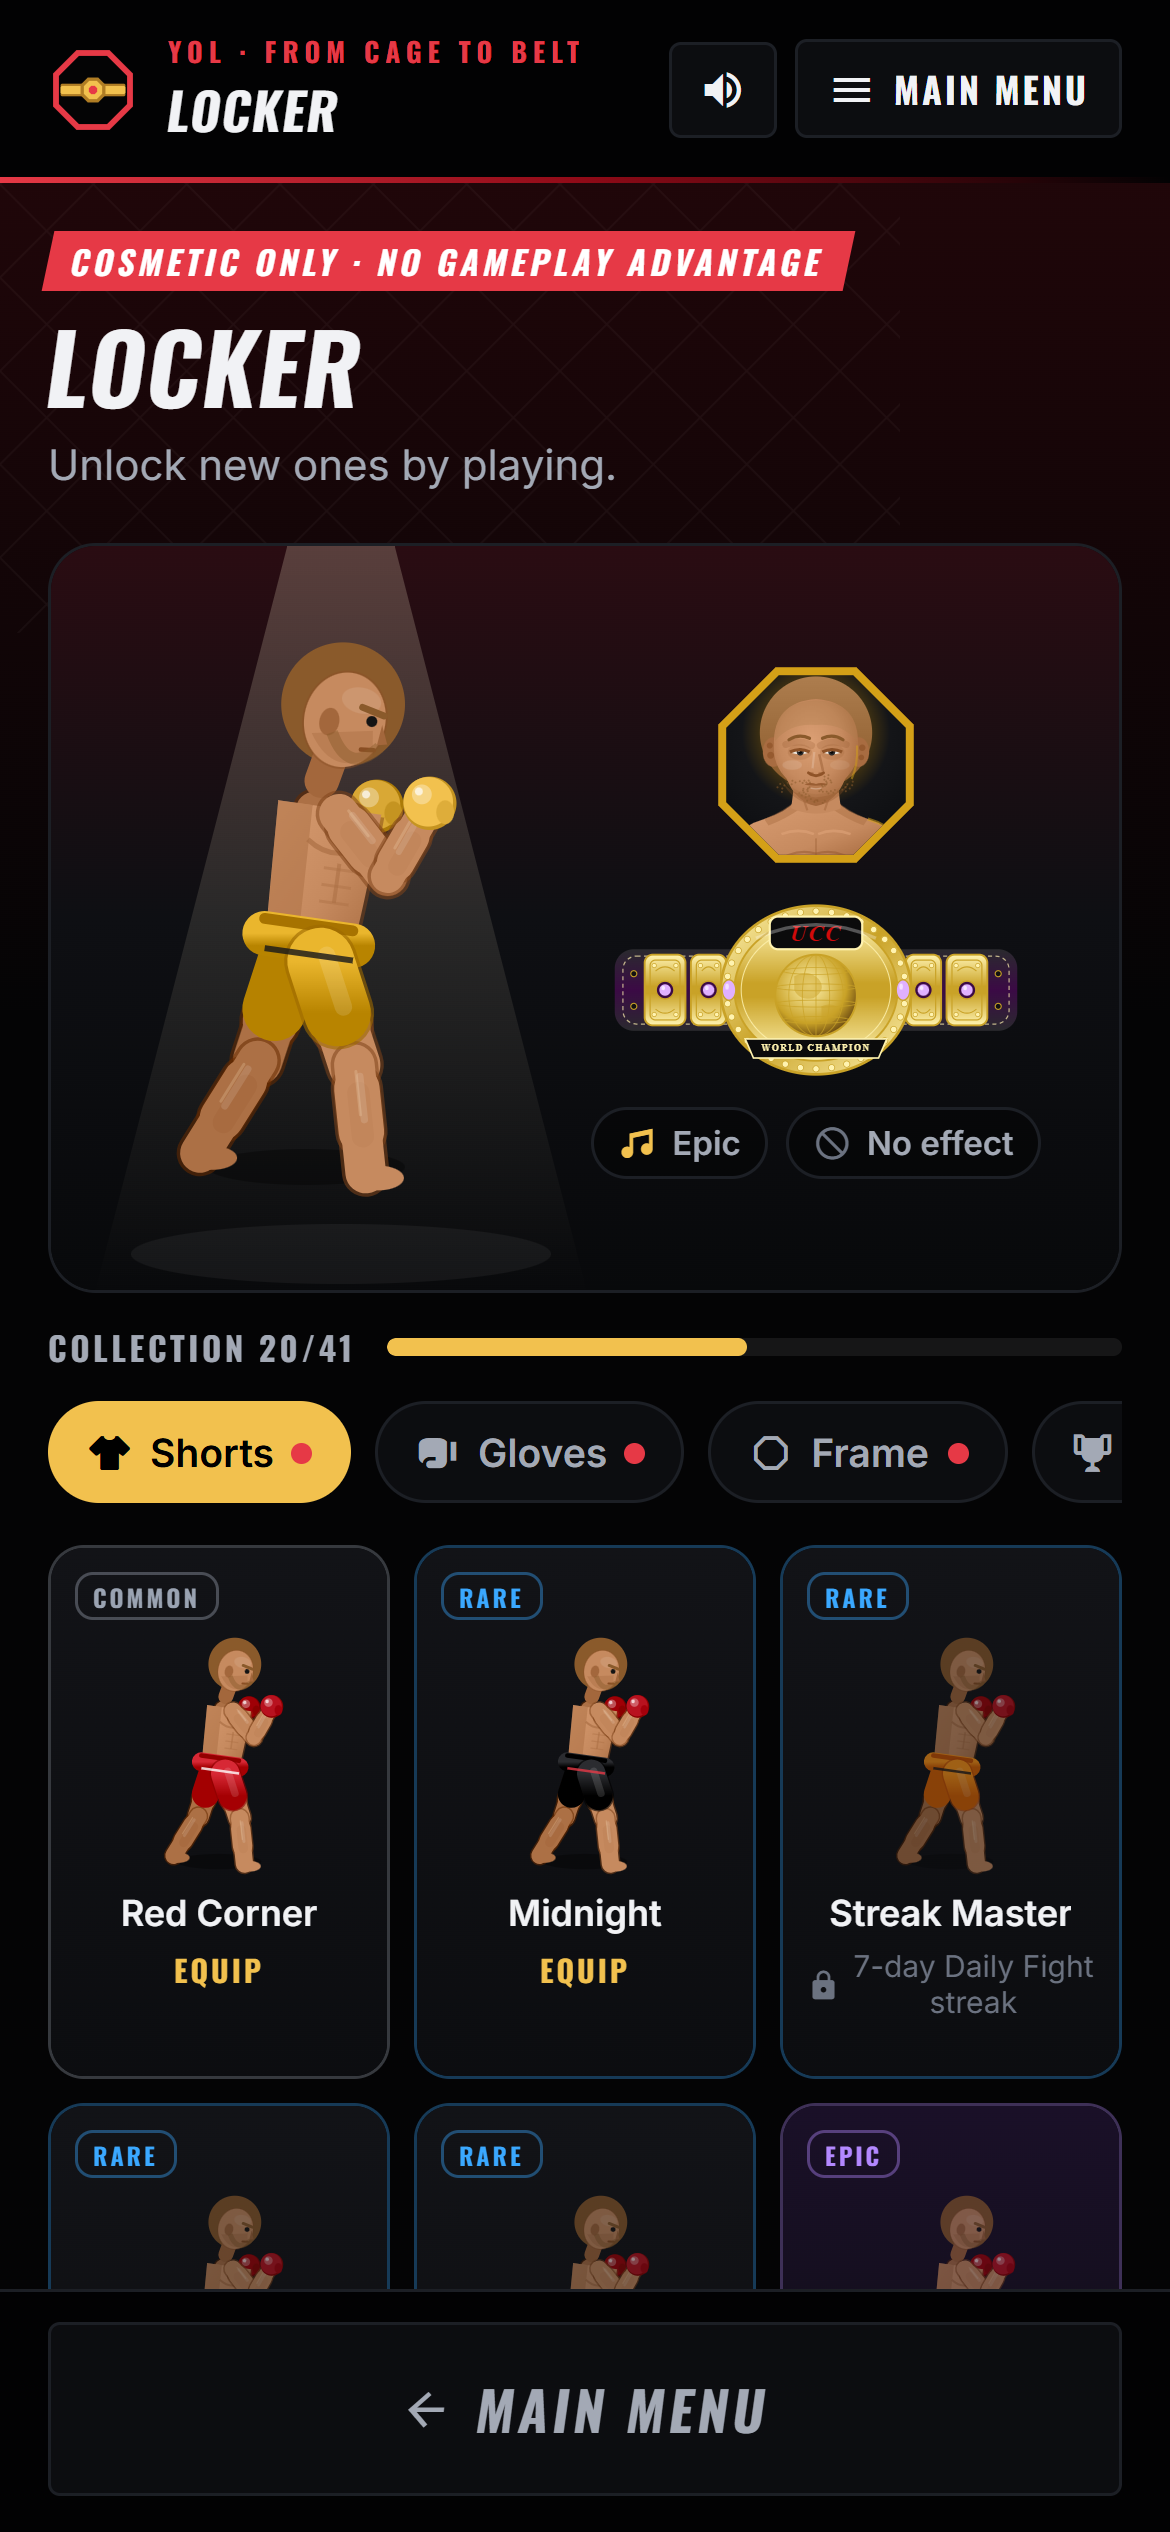 YOL · FROM CAGE TO BELT
LOCKER
MAIN MENU
COSMETIC ONLY · NO GAMEPLAY ADVANTAGE
LOCKER
Unlock new ones by playing.
UCC
WORLD CHAMPION
Epic
No effect
COLLECTION 20/41
Shorts
Gloves
Frame
COMMON
RARE
RARE
Red Corner
Midnight
Streak Master
EQUIP
EQUIP
7-day Daily Fight
streak
RARE
RARE
EPIC
MAIN MENU